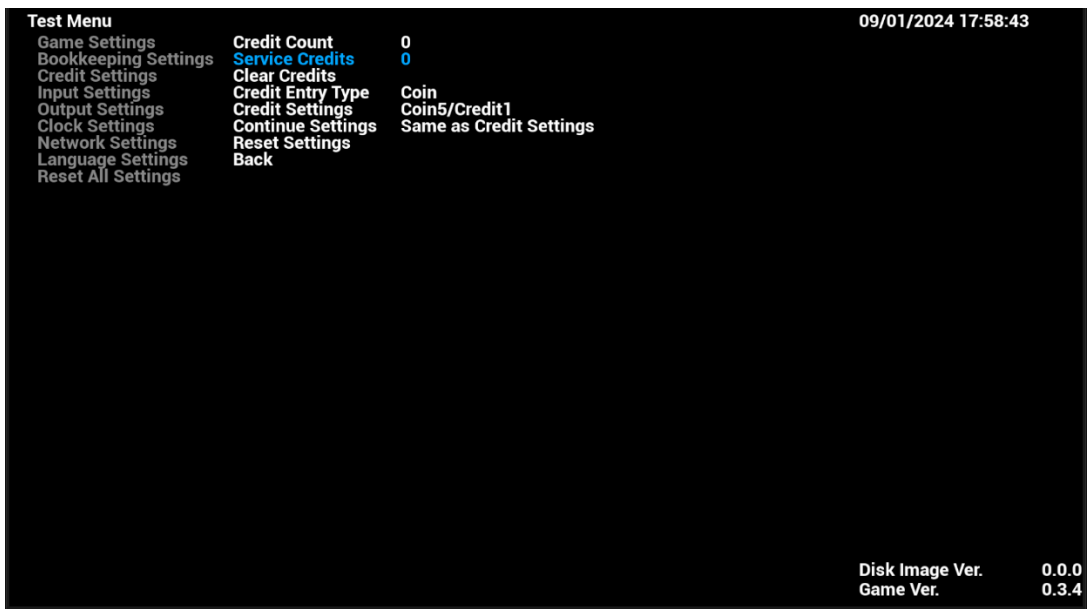 Test Menu 09/01/2024 17:58:43
Game Settings Credit Count 0
Bookkeeping Settings Service Credits 0
Credit Settings Clear Credits
Input Settings Credit Entry Type Coin
Output Settings Credit Settings Coin5/Credit1
Clock Settings Continue Settings Same as Credit Settings
Network Settings Reset Settings
Language Settings Back
Reset All Settings
Disk Image Ver. 0.0.0
Game Ver. 0.3.4